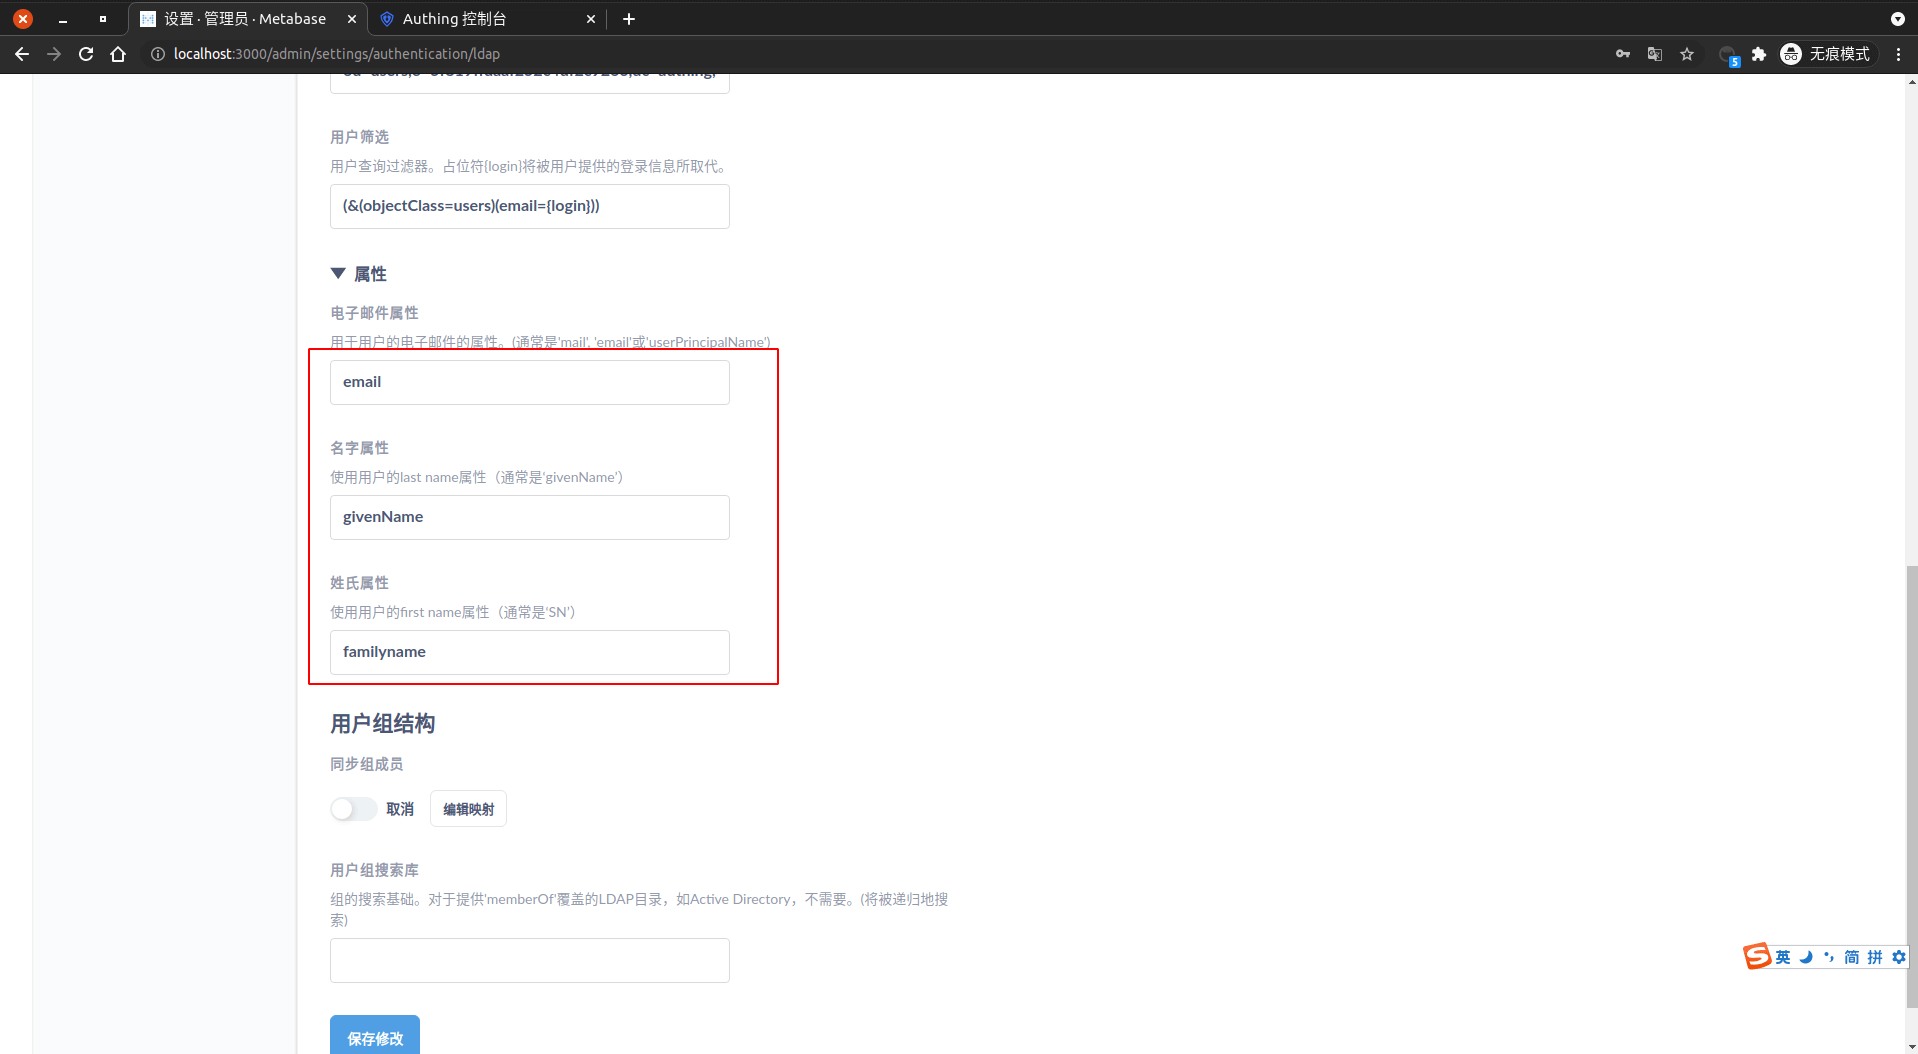 设置 · 管理员 · Metabase
Authing 控制台
localhost:3000/admin/settings/authentication/ldap
5
无痕模式
用户筛选
用户查询过滤器。占位符{login}将被用户提供的登录信息所取代。
(&(objectClass=users)(email={login}))
属性
电子邮件属性
用于用户的电子邮件的属性。(通常是'mail', 'email'或'userPrincipalName')
email
名字属性
使用用户的last name属性（通常是'givenName'）
givenName
姓氏属性
使用用户的first name属性（通常是'SN'）
familyname
用户组结构
同步组成员
取消
编辑映射
用户组搜索库
组的搜索基础。对于提供'memberOf'覆盖的LDAP目录，如Active Directory，不需要。(将被递归地搜
索)
保存修改
英 简 拼